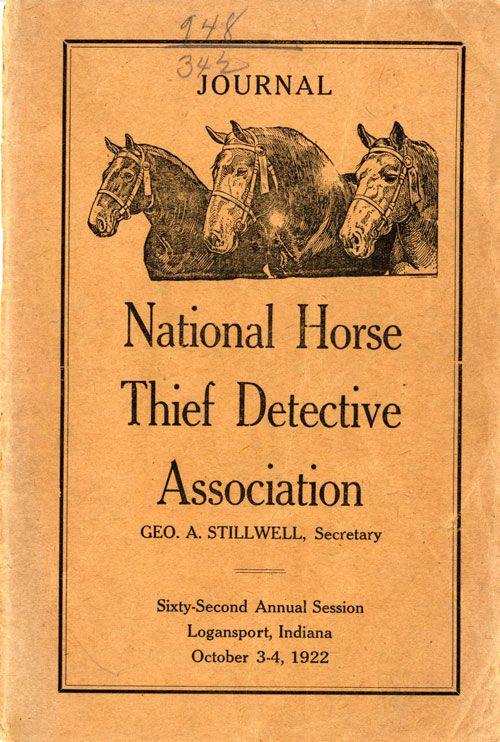 948
342
JOURNAL
National Horse
Thief Detective
Association
GEO. A. STILLWELL, Secretary
Sixty-Second Annual Session
Logansport, Indiana
October 3-4, 1922